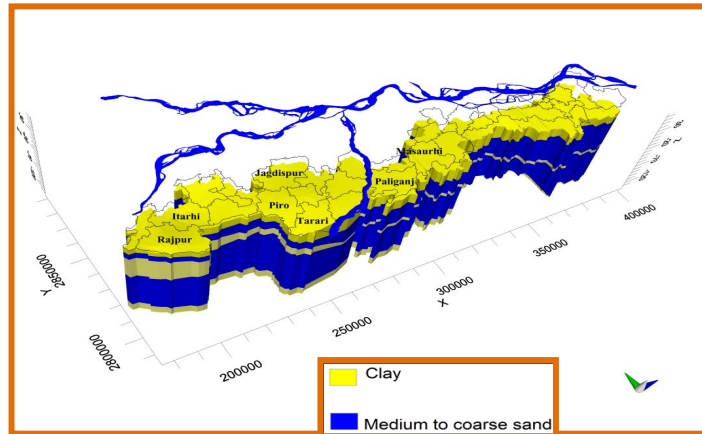 Masaurhi
Jagdispur
Paliganj
Piro
Itarhi
Tarari
Rajpur
Z
Y
X
2850000
2800000
200000
250000
300000
350000
400000
Clay
Medium to coarse sand